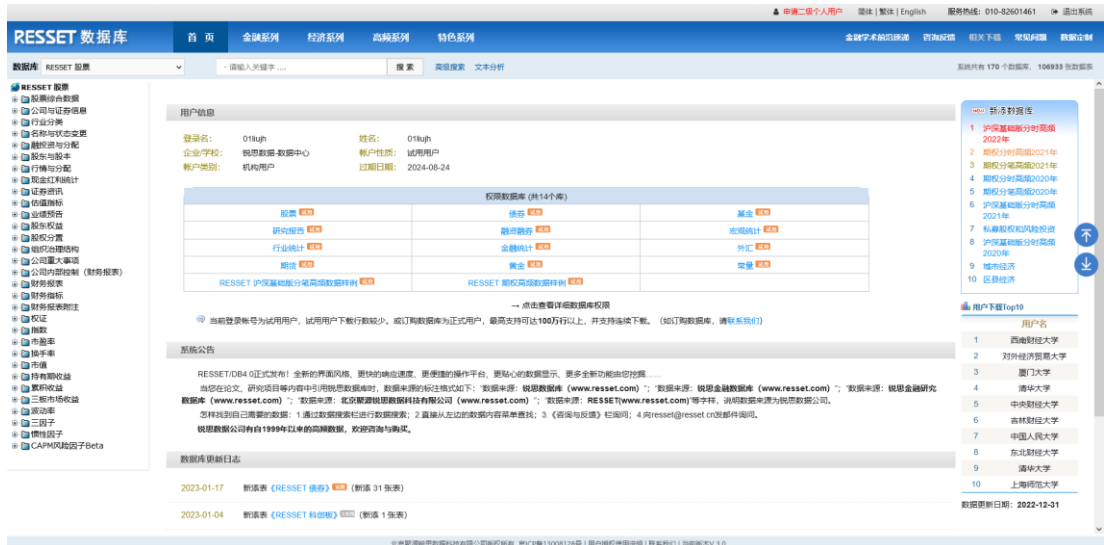 申请二级个人用户 简体 | 繁体 | English 服务热线: 010-82601461 退出系统
RESSET 数据库 首 页 金融系列 经济系列 高频系列 特色系列 金融学术前沿速递 咨询反馈 相关下载 常见问题 数据定制
数据库 RESSET 股票 - 请输入关键字 .... 搜 索 高级搜索 文本分析 系统共有 170 个数据库, 106933 张数据表
RESSET 股票
股票综合数据
公司与证券信息
行业分类
名称与状态变更
融投资与分配
股东与股本
行情与分配
现金红利统计
证券资讯
估值指标
业绩预告
股东权益
股权分置
组织治理结构
公司重大事项
公司内部控制 (财务报表)
财务报表
财务指标
财务报表附注
权证
指数
市盈率
换手率
市值
持有期收益
累积收益
三板市场收益
波动率
三因子
惯性因子
CAPM风险因子Beta
用户信息
登录名: 01liujh 姓名: 01liujh
企业/学校: 锐思数据-数据中心 帐户性质: 试用用户
帐户类别: 机构用户 过期日期: 2024-08-24
权限数据库 (共14个库)
股票 试用 债券 试用 基金 试用
研究报告 试用 融资融券 试用 宏观统计 试用
行业统计 试用 金融统计 试用 外汇 试用
期货 试用 黄金 试用 常量 试用
RESSET 沪深基础版分笔高频数据样例 试用 RESSET 期权高频数据样例 试用
→ 点击查看详细数据库权限
当前登录帐号为试用用户, 试用用户下载行数较少。或订购数据库为正式用户, 最高支持可达100万行以上, 并支持连续下载。 (如订购数据库, 请联系我们)
系统公告
RESSET/DB4.0正式发布! 全新的界面风格、更快的响应速度、更便捷的操作平台、更贴心的数据显示、更多全新功能由您挖掘……
当您在论文、研究项目等内容中引用锐思数据库时, 数据来源的标注格式如下: "数据来源: 锐思数据库 (www.resset.com) "; "数据来源: 锐思金融数据库 (www.resset.com) "; "数据来源: 锐思金融研究
数据库 (www.resset.com) "; "数据来源: 北京聚源锐思数据科技有限公司 (www.resset.com) "; "数据来源: RESSET(www.resset.com)"等字样, 说明数据来源为锐思数据公司。
怎样找到自己需要的数据: 1.通过数据搜索栏进行数据搜索; 2.直接从左边的数据内容菜单查找; 3.《咨询与反馈》栏询问; 4.向resset@resset.cn发邮件询问。
锐思数据公司有自1999年以来的高频数据, 欢迎咨询与购买。
数据库更新日志
2023-01-17 新添表 《RESSET 债券》 试用 (新添 31 张表)
2023-01-04 新添表 《RESSET 科创板》 (新添 1 张表)
新添数据库
1 沪深基础版分时高频2022年
2 期权分时高频2021年
3 期权分笔高频2021年
4 期权分时高频2020年
5 期权分笔高频2020年
6 沪深基础版分时高频2021年
7 私募股权和风险投资
8 沪深基础版分时高频2020年
9 城市经济
10 区县经济
用户下载Top10
用户名
1 西南财经大学
2 对外经济贸易大学
3 厦门大学
4 清华大学
5 中央财经大学
6 吉林财经大学
7 中国人民大学
8 东北财经大学
9 清华大学
10 上海师范大学
数据更新日期: 2022-12-31